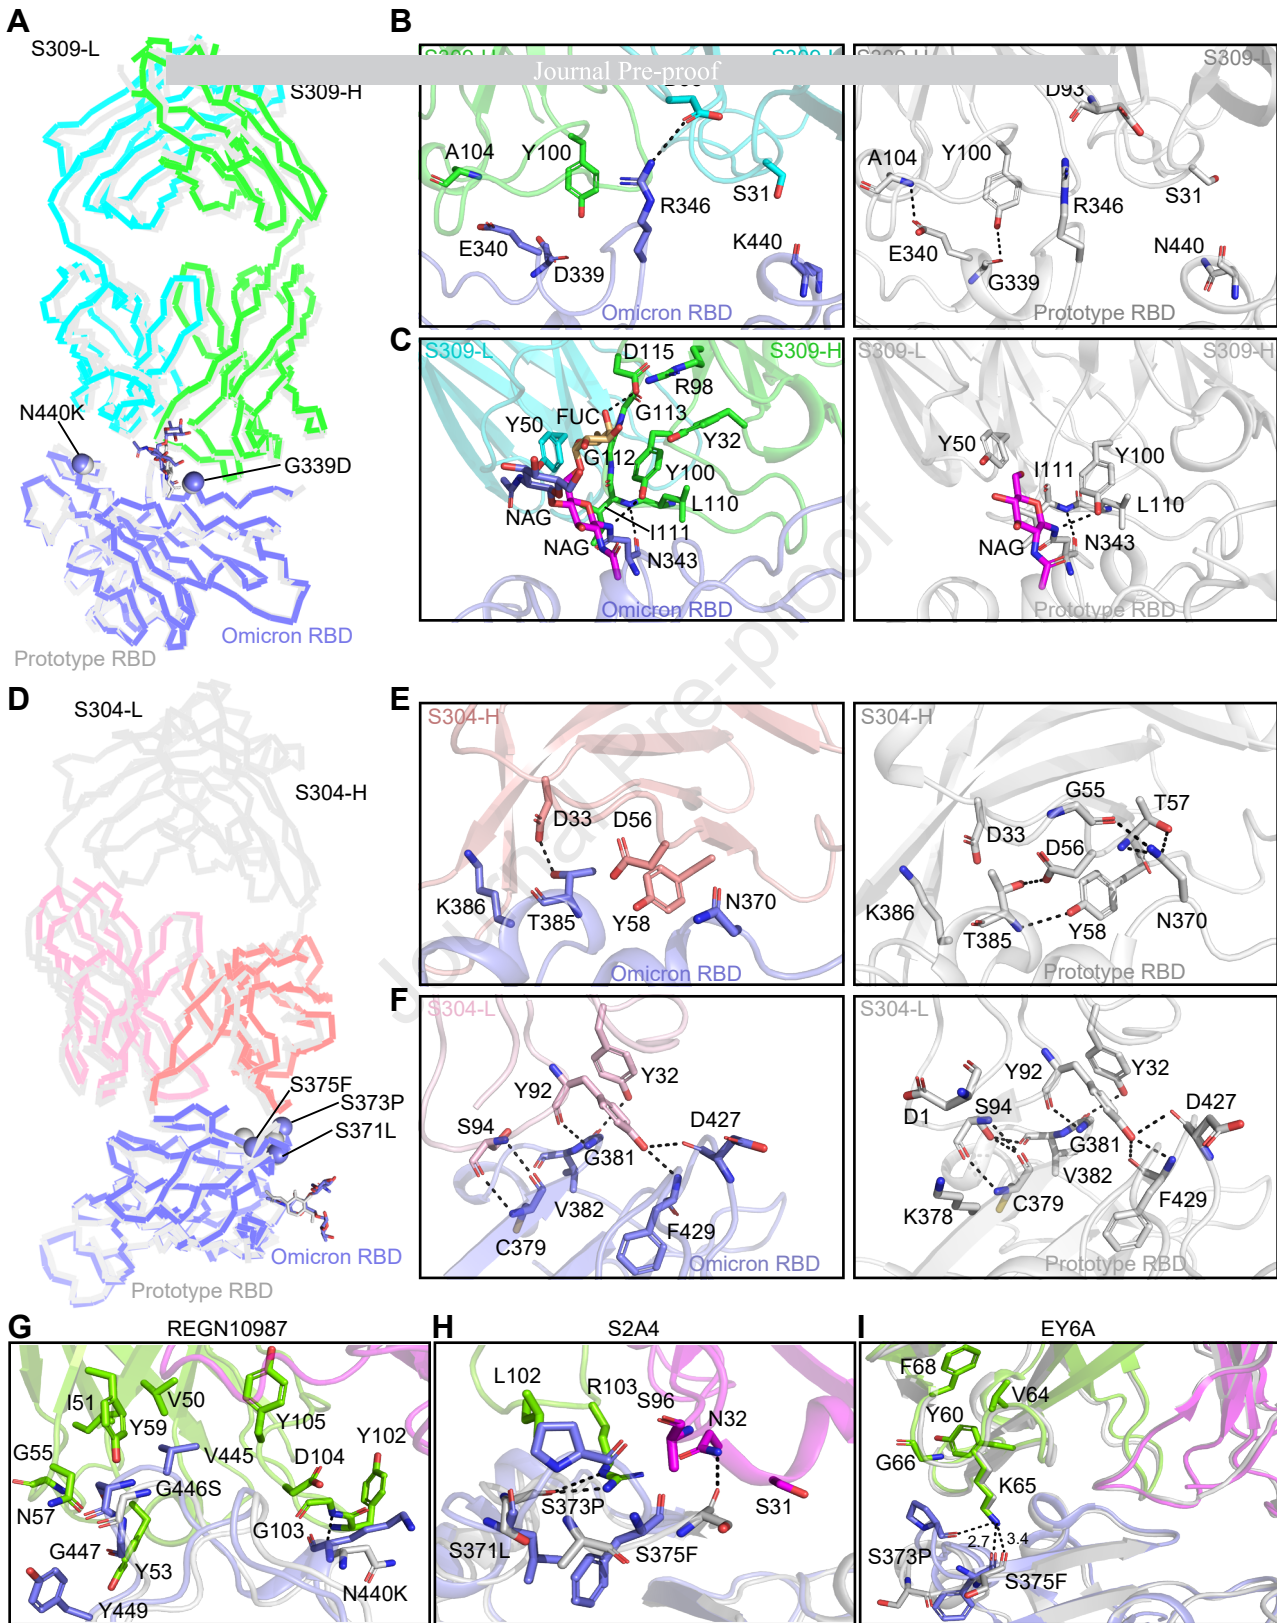 A
S309-L
S309-H
N440K
G339D
Omicron RBD
Prototype RBD
B
Journal Pre-proof
A104
Y100
R346
S31
E340
D339
K440
Omicron RBD
S309-L
D93
A104
Y100
R346
S31
E340
G339
N440
Prototype RBD
C
S309-L
S309-H
D115
R98
FUC
G113
Y50
Y32
G112
Y100
NAG
L110
I111
NAG
N343
Omicron RBD
S309-L
S309-H
Y50
I111
Y100
L110
NAG
N343
Prototype RBD
Journal Pre-proof
D
S304-L
S304-H
S375F
S373P
S371L
Omicron RBD
Prototype RBD
E
S304-H
D33
D56
K386
T385
Y58
N370
Omicron RBD
S304-H
G55
T57
D33
D56
K386
T385
Y58
N370
Prototype RBD
F
S304-L
Y92
Y32
S94
D427
G381
V382
C379
F429
Omicron RBD
S304-L
Y92
Y32
D1
S94
D427
G381
V382
K378
C379
F429
Prototype RBD
G
REGN10987
I51
V50
Y59
Y105
G55
V445
Y102
D104
G446S
N57
G103
G447
Y53
N440K
Y449
H
S2A4
L102
R103
S96
N32
S373P
S31
S371L
S375F
I
EY6A
F68
V64
Y60
G66
K65
2.7
3.4
S373P
S375F